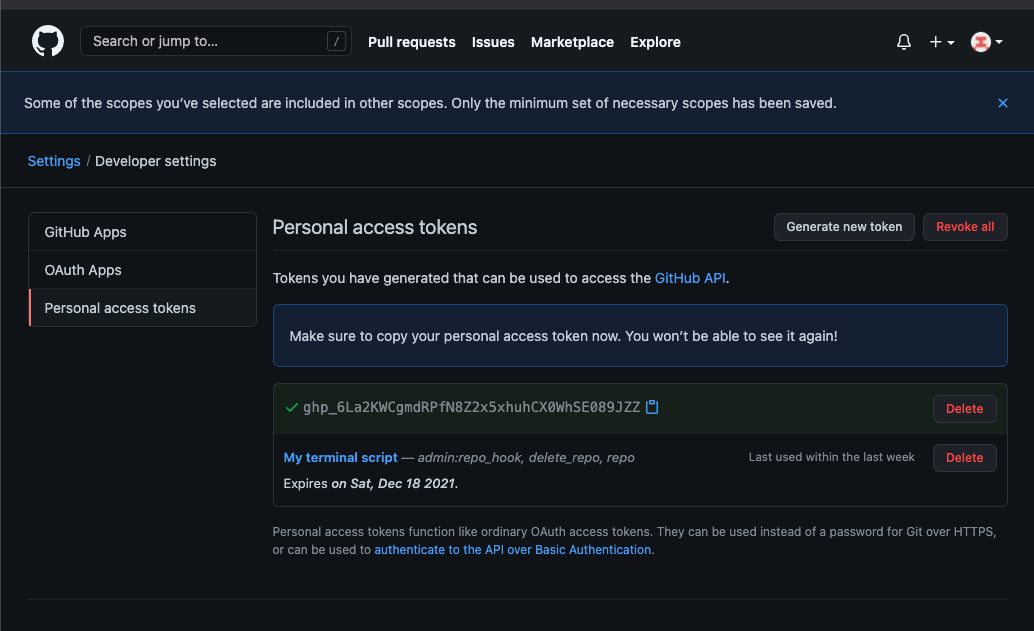 Search or jump to... /
Pull requests Issues Marketplace Explore
Some of the scopes you’ve selected are included in other scopes. Only the minimum set of necessary scopes has been saved.
Settings / Developer settings
GitHub Apps
OAuth Apps
Personal access tokens
Personal access tokens
Generate new token
Revoke all
Tokens you have generated that can be used to access the GitHub API.
Make sure to copy your personal access token now. You won’t be able to see it again!
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
Delete
My terminal script — admin:repo_hook, delete_repo, repo
Last used within the last week
Delete
Expires on Sat, Dec 18 2021.
Personal access tokens function like ordinary OAuth access tokens. They can be used instead of a password for Git over HTTPS,
or can be used to authenticate to the API over Basic Authentication.